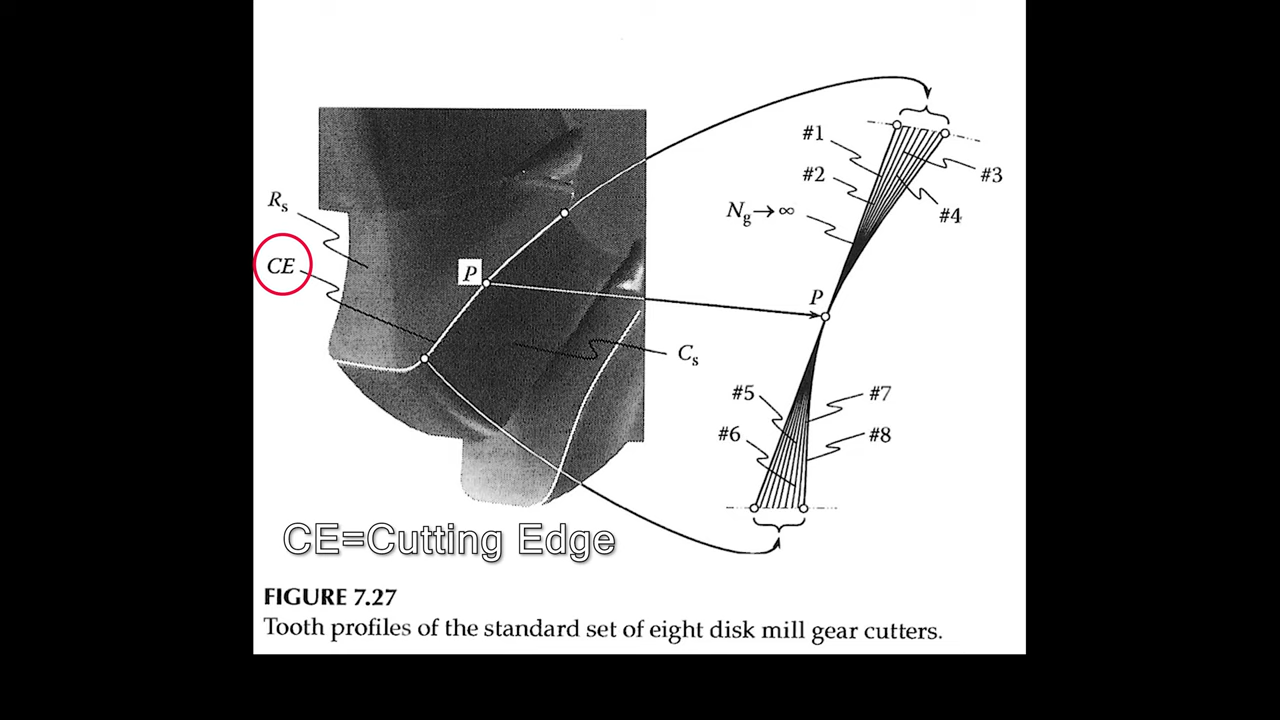 #1
#2
#3
#4
Ng→∞
Rs
CE
P
P
Cs
#5
#7
#6
#8
CE=Cutting Edge
FIGURE 7.27
Tooth profiles of the standard set of eight disk mill gear cutters.